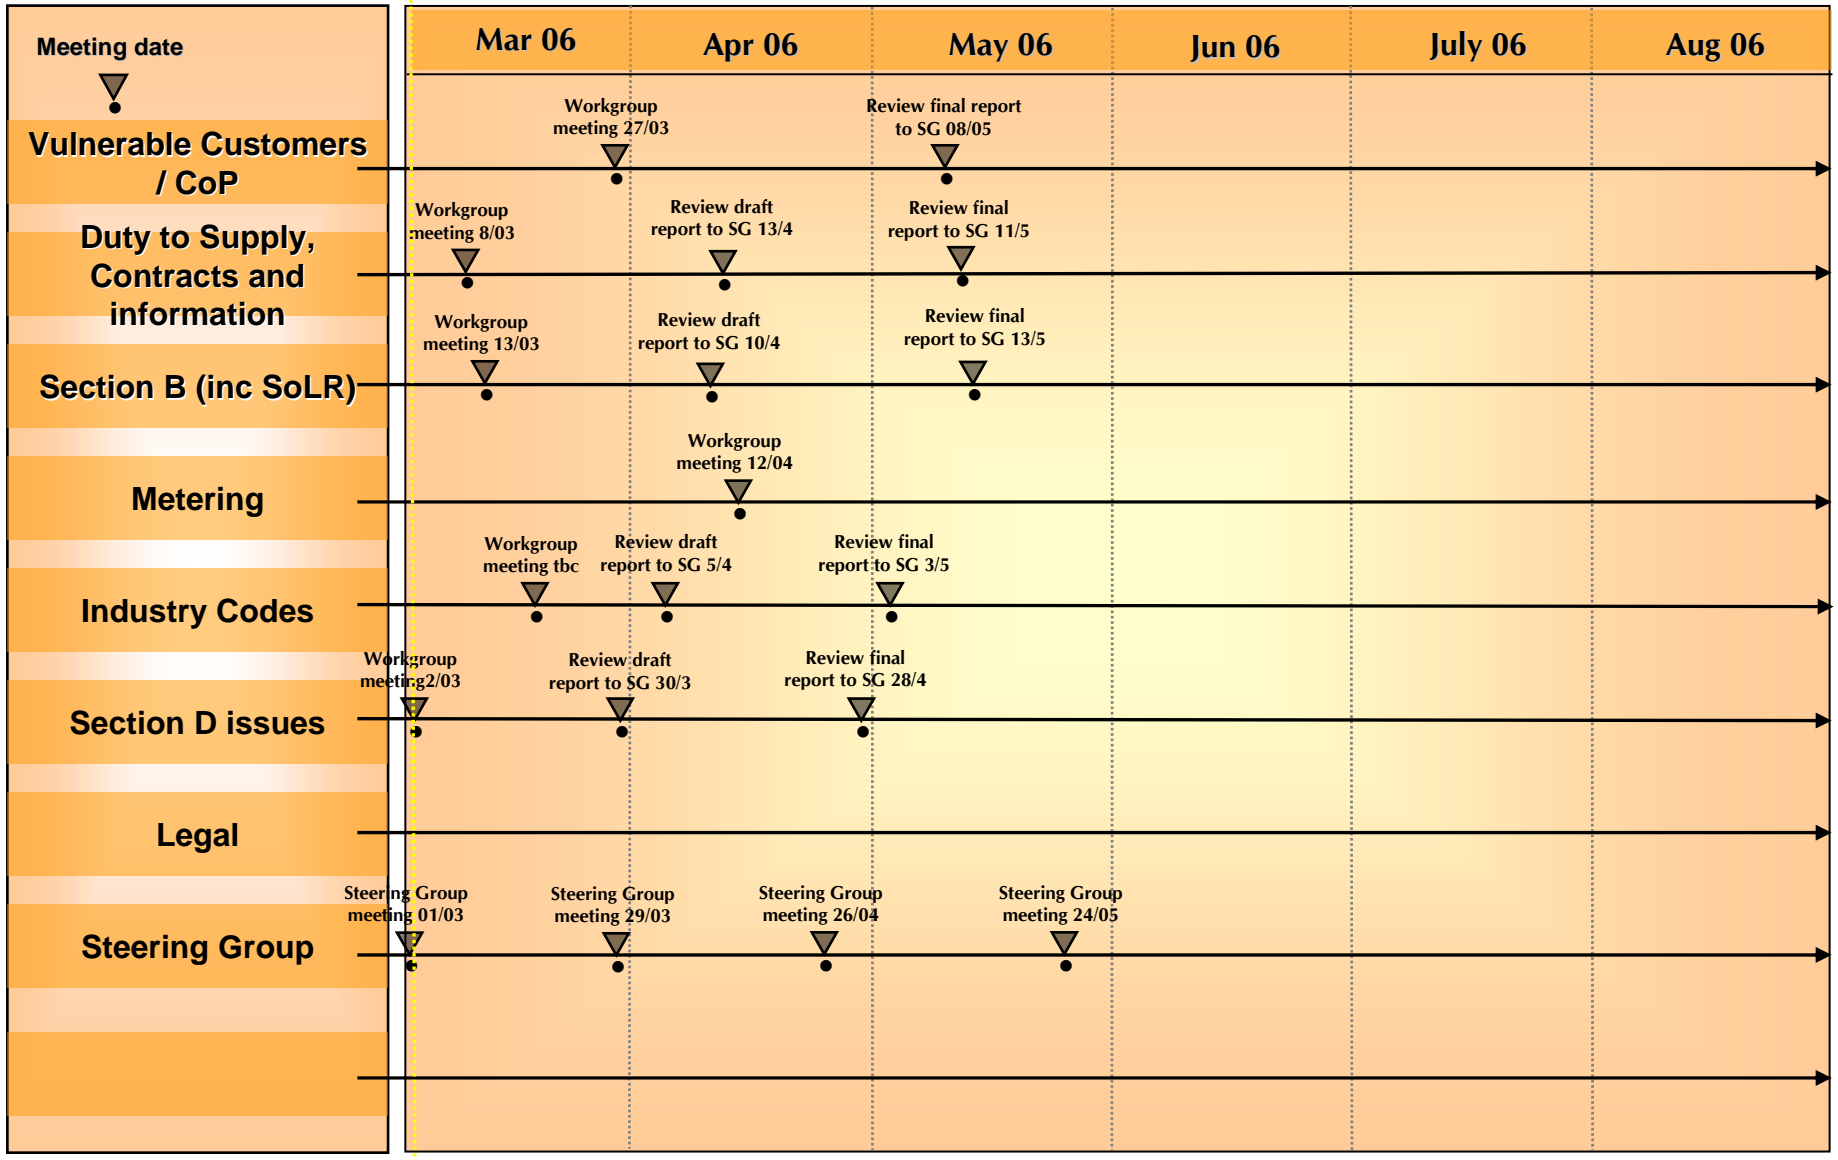 Meeting date
Mar 06
Apr 06
May 06
Jun 06
July 06
Aug 06
Vulnerable Customers
/ CoP
Workgroup
meeting 27/03
Review final report
to SG 08/05
Duty to Supply,
Contracts and
information
Workgroup
meeting 8/03
Review draft
report to SG 13/4
Review final
report to SG 11/5
Section B (inc SoLR)
Workgroup
meeting 13/03
Review draft
report to SG 10/4
Review final
report to SG 13/5
Metering
Workgroup
meeting 12/04
Industry Codes
Workgroup
meeting tbc
Review draft
report to SG 5/4
Review final
report to SG 3/5
Section D issues
Workgroup
meeting2/03
Review draft
report to SG 30/3
Review final
report to SG 28/4
Legal
Steering Group
Steering Group
meeting 01/03
Steering Group
meeting 29/03
Steering Group
meeting 26/04
Steering Group
meeting 24/05